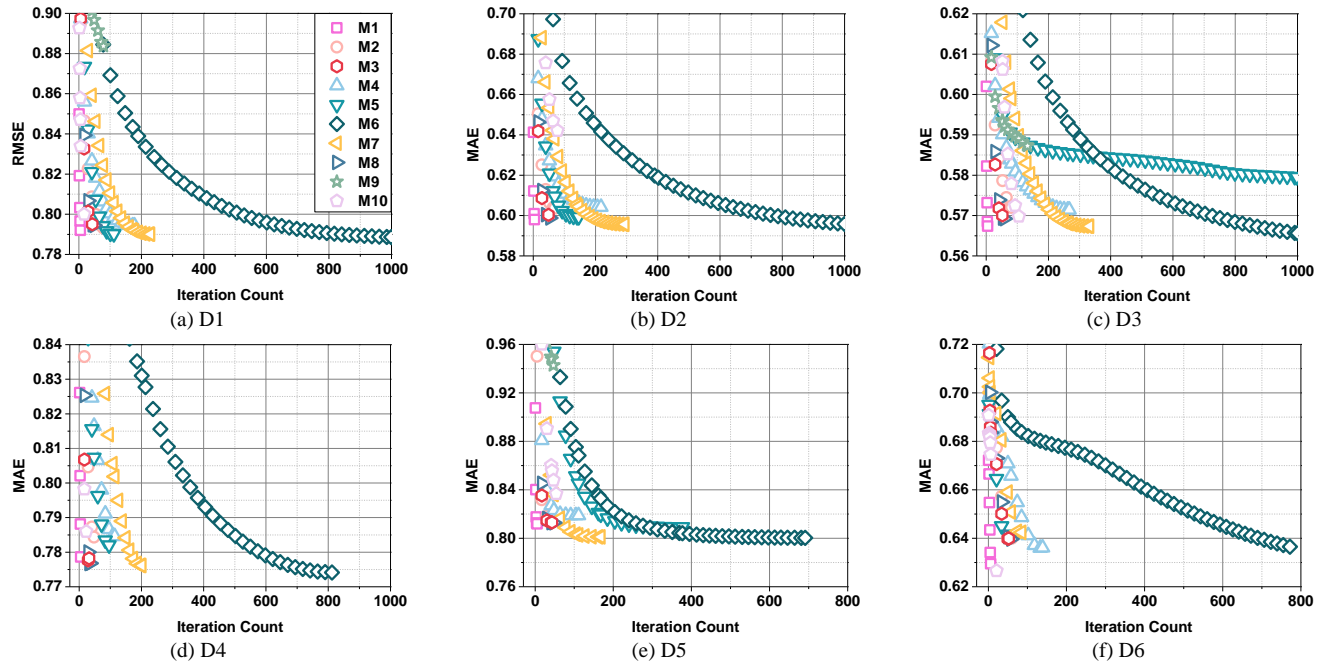 0.90
0.88
0.86
0.84
0.82
0.80
0.78
RMSE
0 200 400 600 800 1000
Iteration Count
M1
M2
M3
M4
M5
M6
M7
M8
M9
M10
(a) D1
0.70
0.68
0.66
0.64
0.62
0.60
0.58
MAE
0 200 400 600 800 1000
Iteration Count
(b) D2
0.62
0.61
0.60
0.59
0.58
0.57
0.56
MAE
0 200 400 600 800 1000
Iteration Count
(c) D3
0.84
0.83
0.82
0.81
0.80
0.79
0.78
0.77
MAE
0 200 400 600 800 1000
Iteration Count
(d) D4
0.96
0.92
0.88
0.84
0.80
0.76
MAE
0 200 400 600 800
Iteration Count
(e) D5
0.72
0.70
0.68
0.66
0.64
0.62
MAE
0 200 400 600 800
Iteration Count
(f) D6